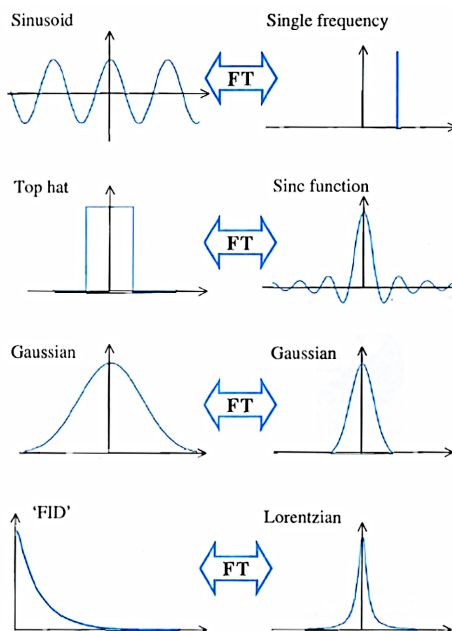 Sinusoid
Single frequency
FT
Top hat
Sinc function
FT
Gaussian
Gaussian
FT
'FID'
Lorentzian
FT